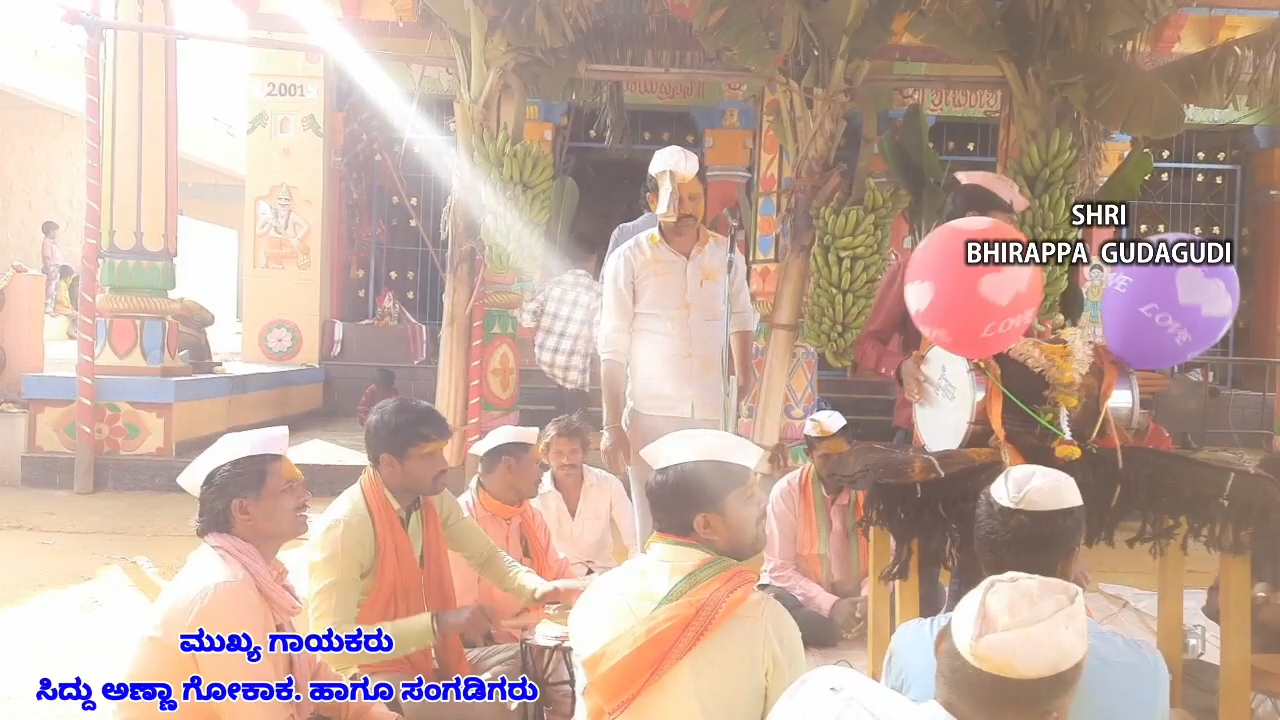 2001
SHRI
BHIRAPPA GUDAGUDI
LOVE
LOVE
ಮುಖ್ಯ ಗಾಯಕರು
ಸಿದ್ದು ಅಣ್ಣಾ ಗೋಕಾಕ. ಹಾಗೂ ಸಂಗಡಿಗರು